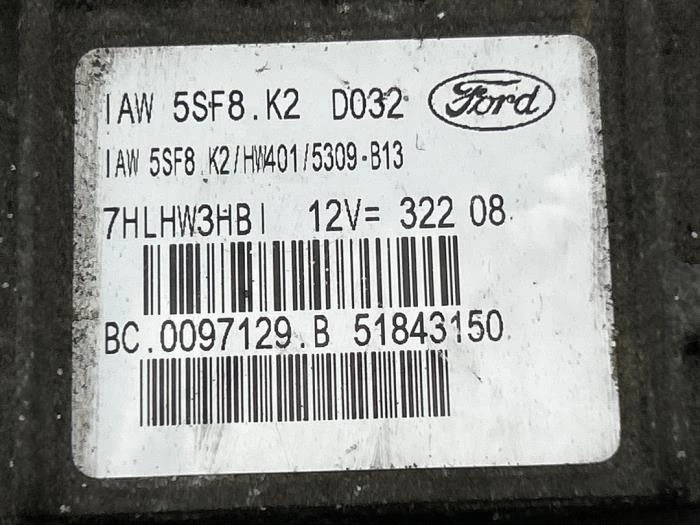 IAW 5SF8.K2 D032 Ford
IAW 5SF8.K2/HW401/5309-B13
7HLHW3HBI 12V= 322 08
BC.0097129.B 51843150